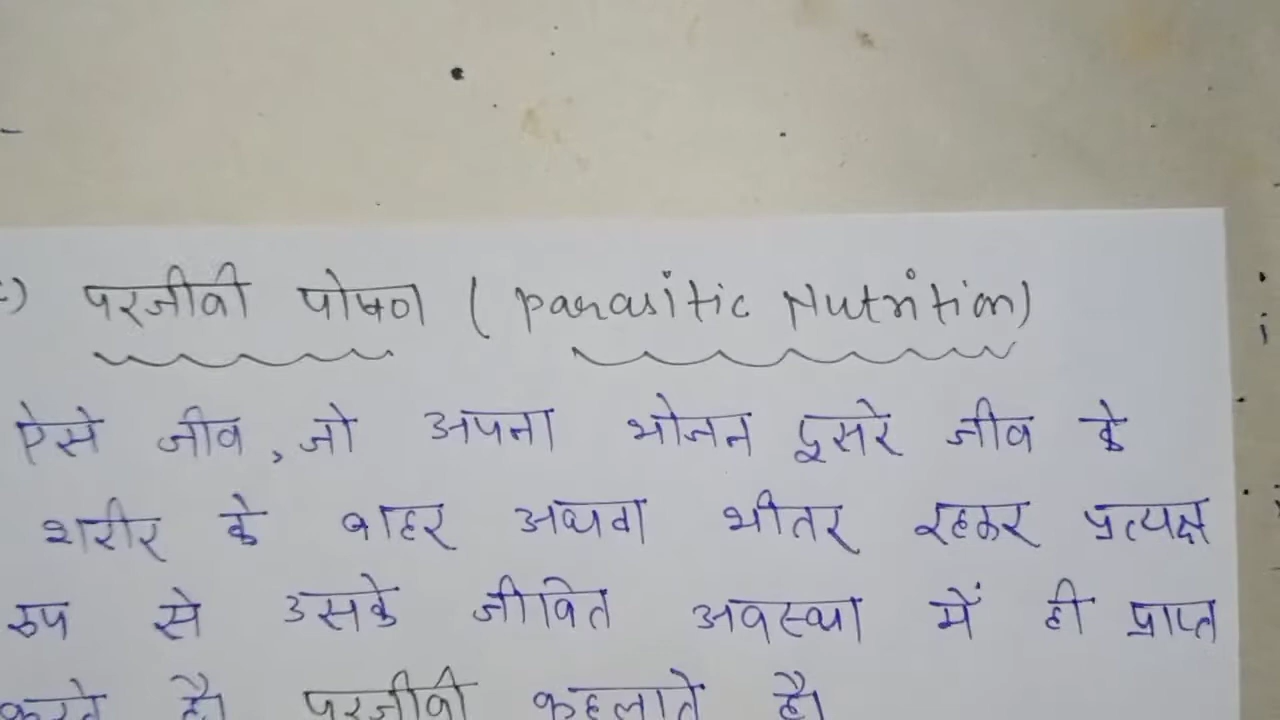 परजीवी पोषण ( Parasitic Nutrition)
ऐसे जीव, जो अपना भोजन दूसरे जीव के
शरीर के बाहर अथवा भीतर रहकर प्रत्यक्ष
रुप से उसके जीवित अवस्था में ही प्राप्त
करते है। परजीवी कहलाते है।